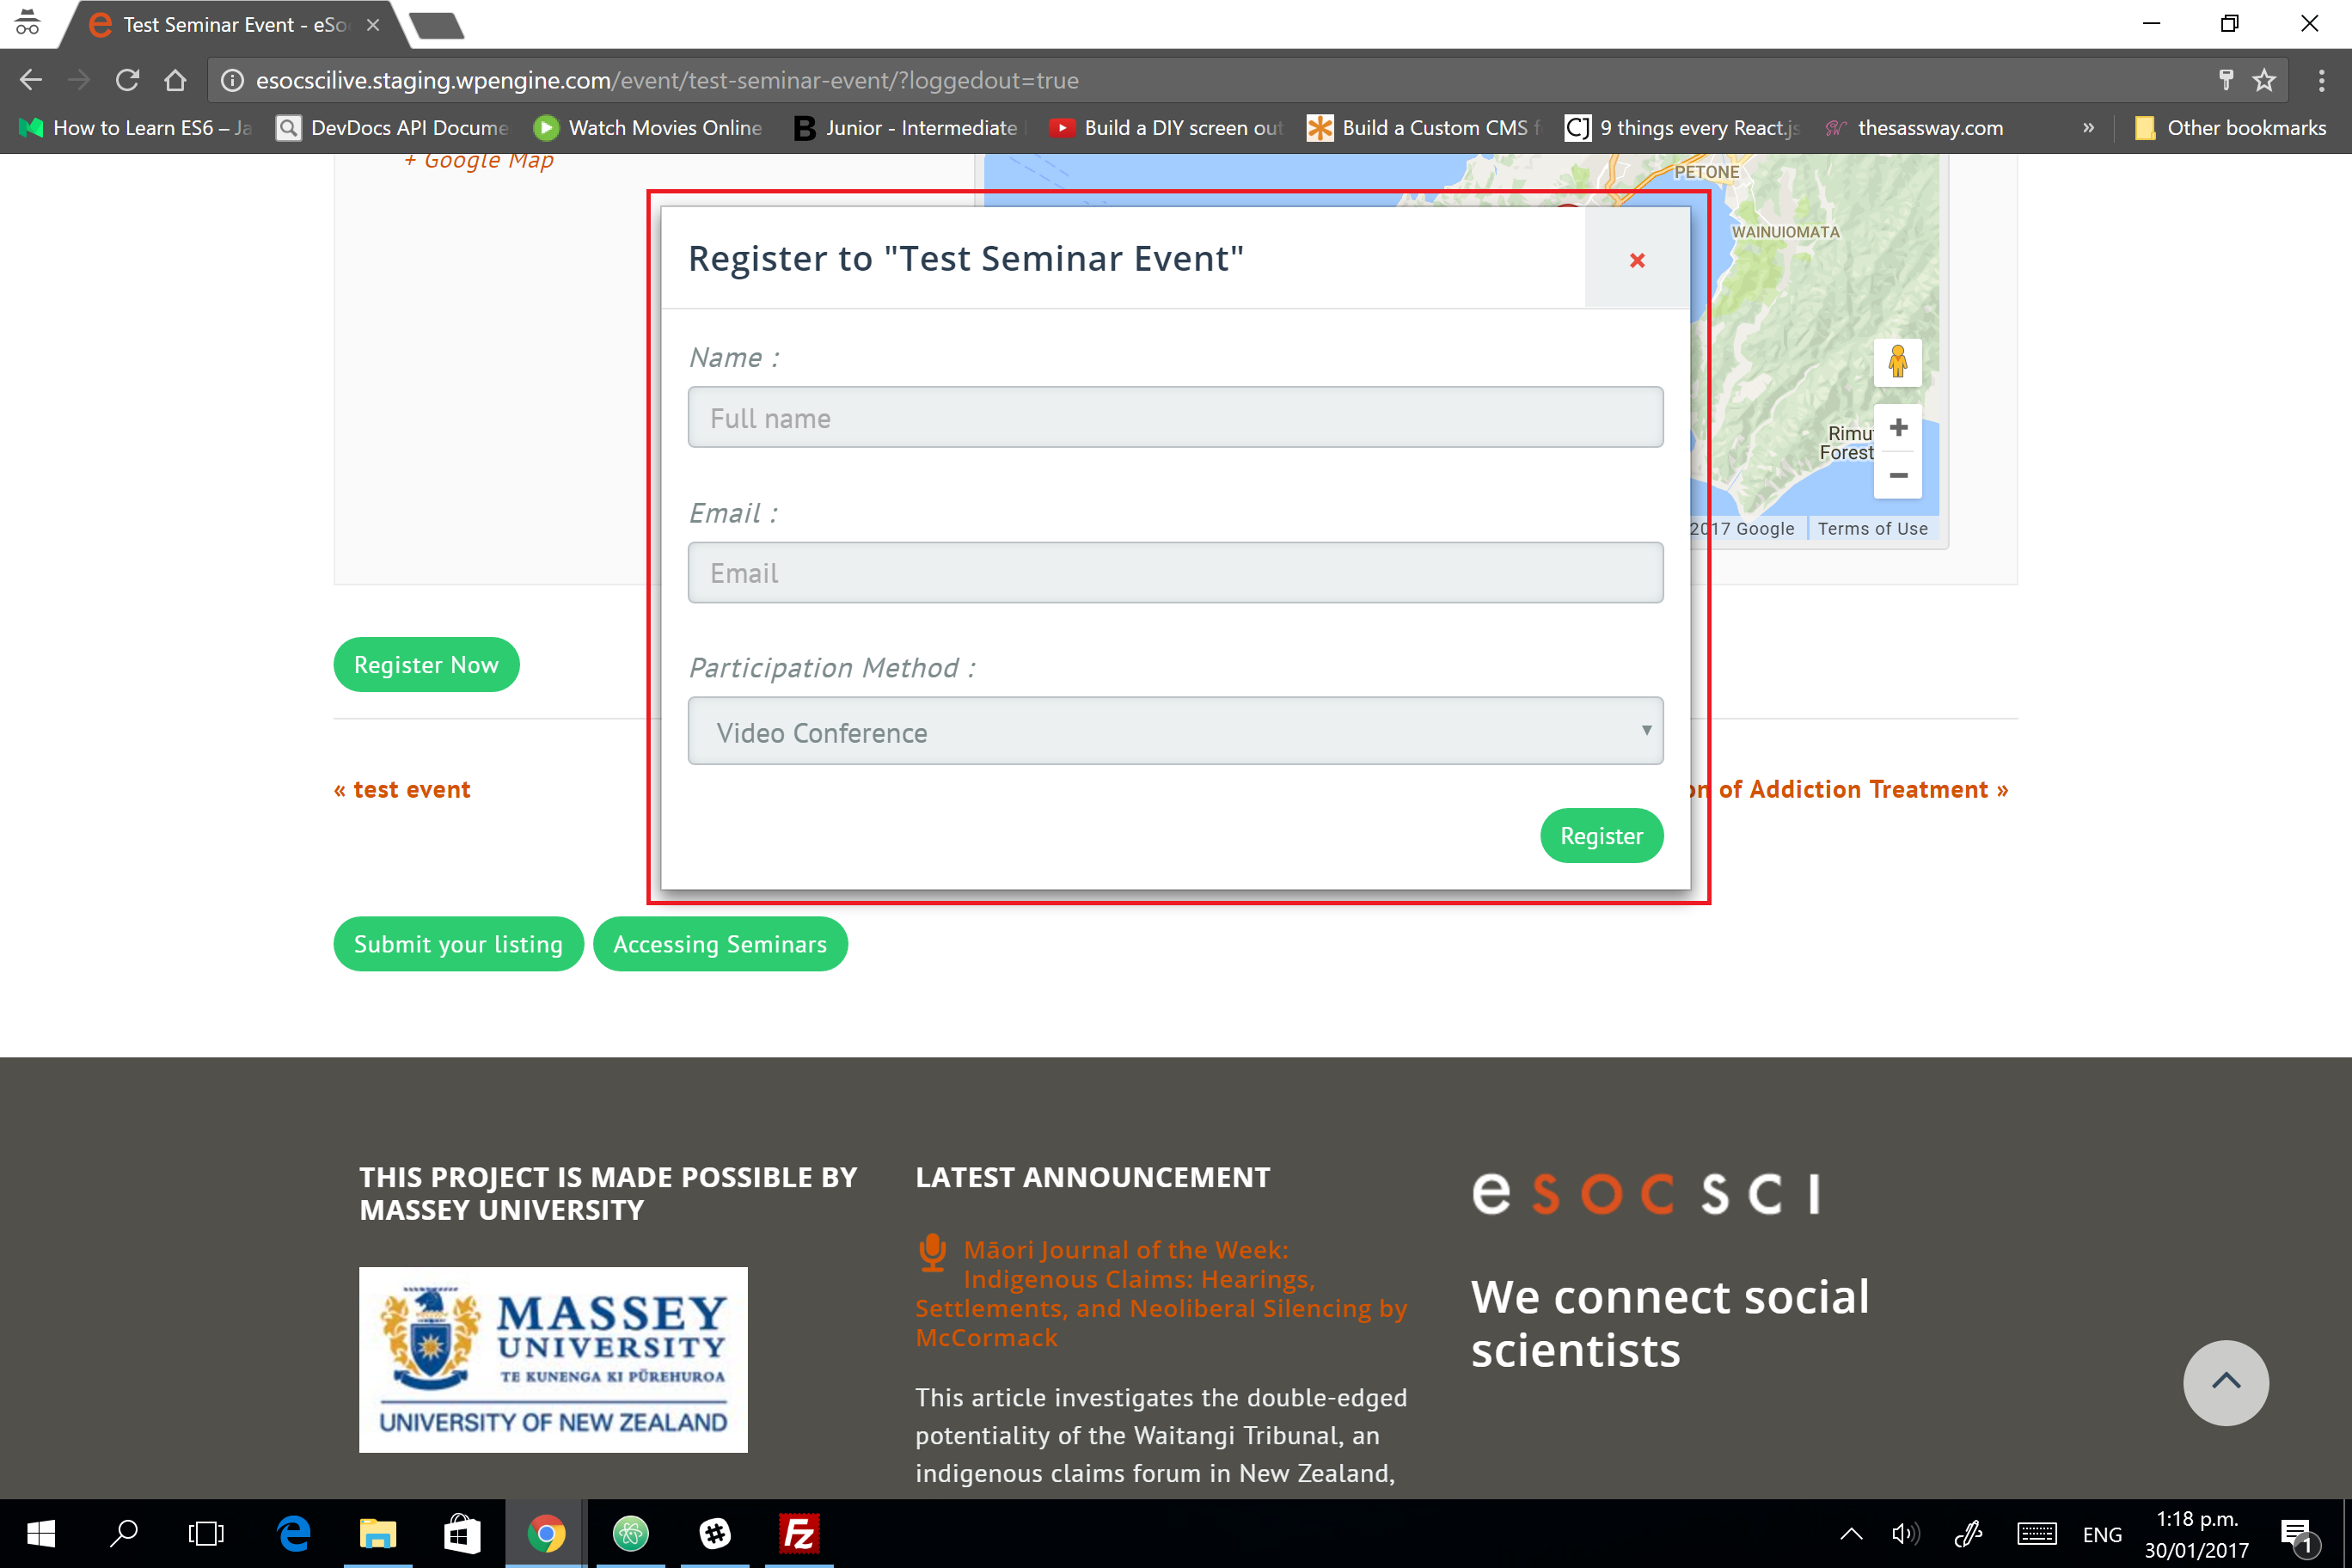 Test Seminar Event - eSoc
esocscilive.staging.wpengine.com/event/test-seminar-event/?loggedout=true
How to Learn ES6 – Ja
DevDocs API Docume
Watch Movies Online
B Junior - Intermediate
Build a DIY screen out
Build a Custom CMS f
CJ 9 things every React.js
thesassway.com
»
Other bookmarks
+ Google Map
PETONE
WAINUIOMATA
Rimu
Forest
2017 Google
Terms of Use
Register to "Test Seminar Event"
Name :
Full name
Email :
Email
Participation Method :
Video Conference
Register
Register Now
« test event
on of Addiction Treatment »
Submit your listing
Accessing Seminars
THIS PROJECT IS MADE POSSIBLE BY
MASSEY UNIVERSITY
MASSEY
UNIVERSITY
TE KUNENGA KI PŪREHUROA
UNIVERSITY OF NEW ZEALAND
LATEST ANNOUNCEMENT
Māori Journal of the Week:
Indigenous Claims: Hearings,
Settlements, and Neoliberal Silencing by
McCormack
This article investigates the double-edged
potentiality of the Waitangi Tribunal, an
indigenous claims forum in New Zealand,
e SOC SCI
We connect social
scientists
ENG
1:18 p.m.
30/01/2017
1